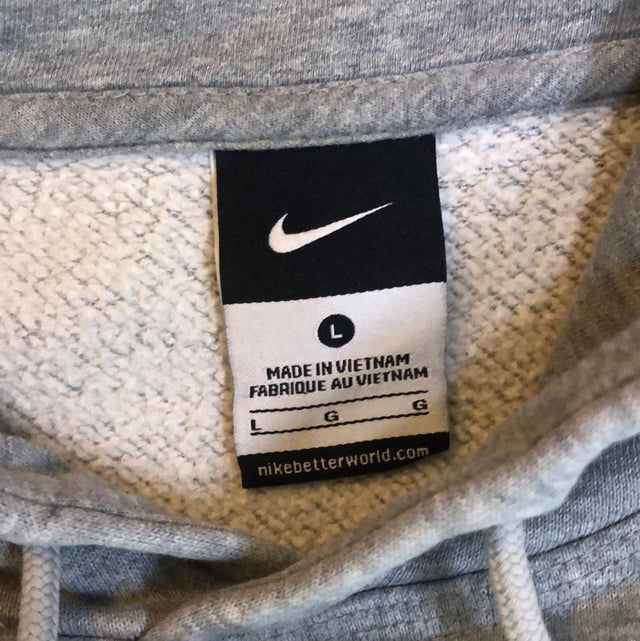 L
MADE IN VIETNAM
FABRIQUE AU VIETNAM
L G G
nikebetterworld.com